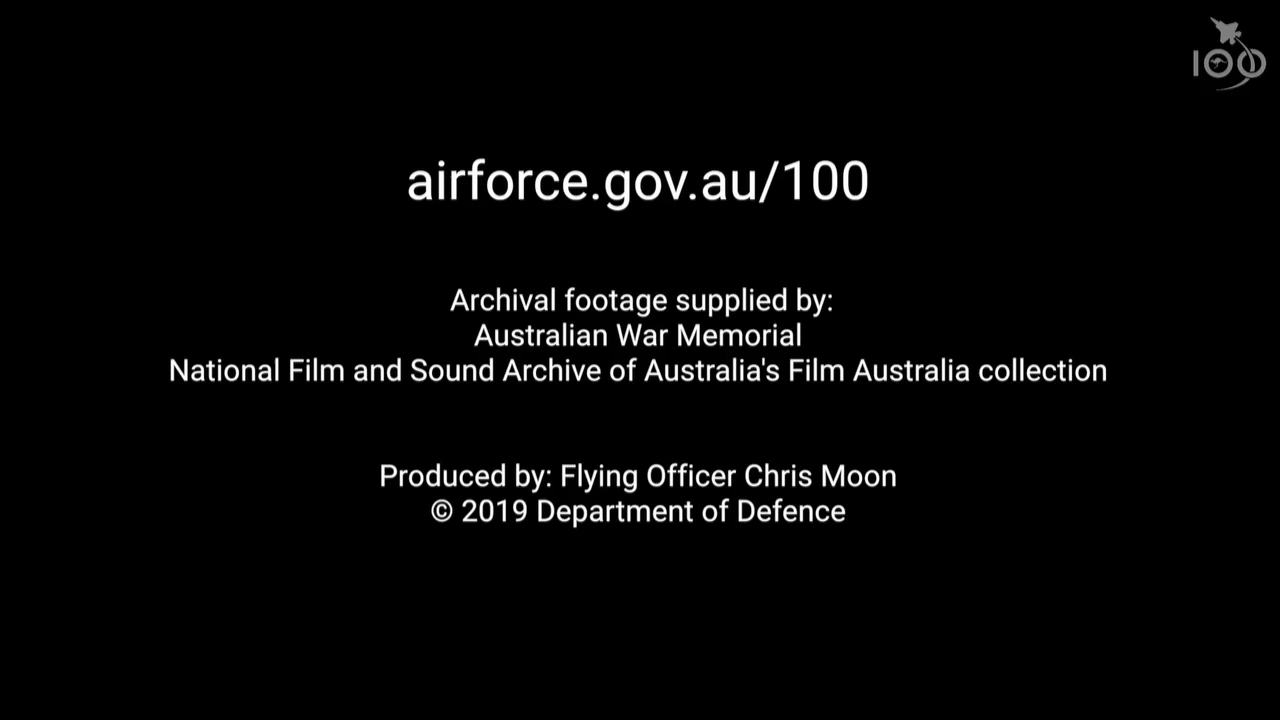 100
airforce.gov.au/100
Archival footage supplied by:
Australian War Memorial
National Film and Sound Archive of Australia's Film Australia collection
Produced by: Flying Officer Chris Moon
© 2019 Department of Defence